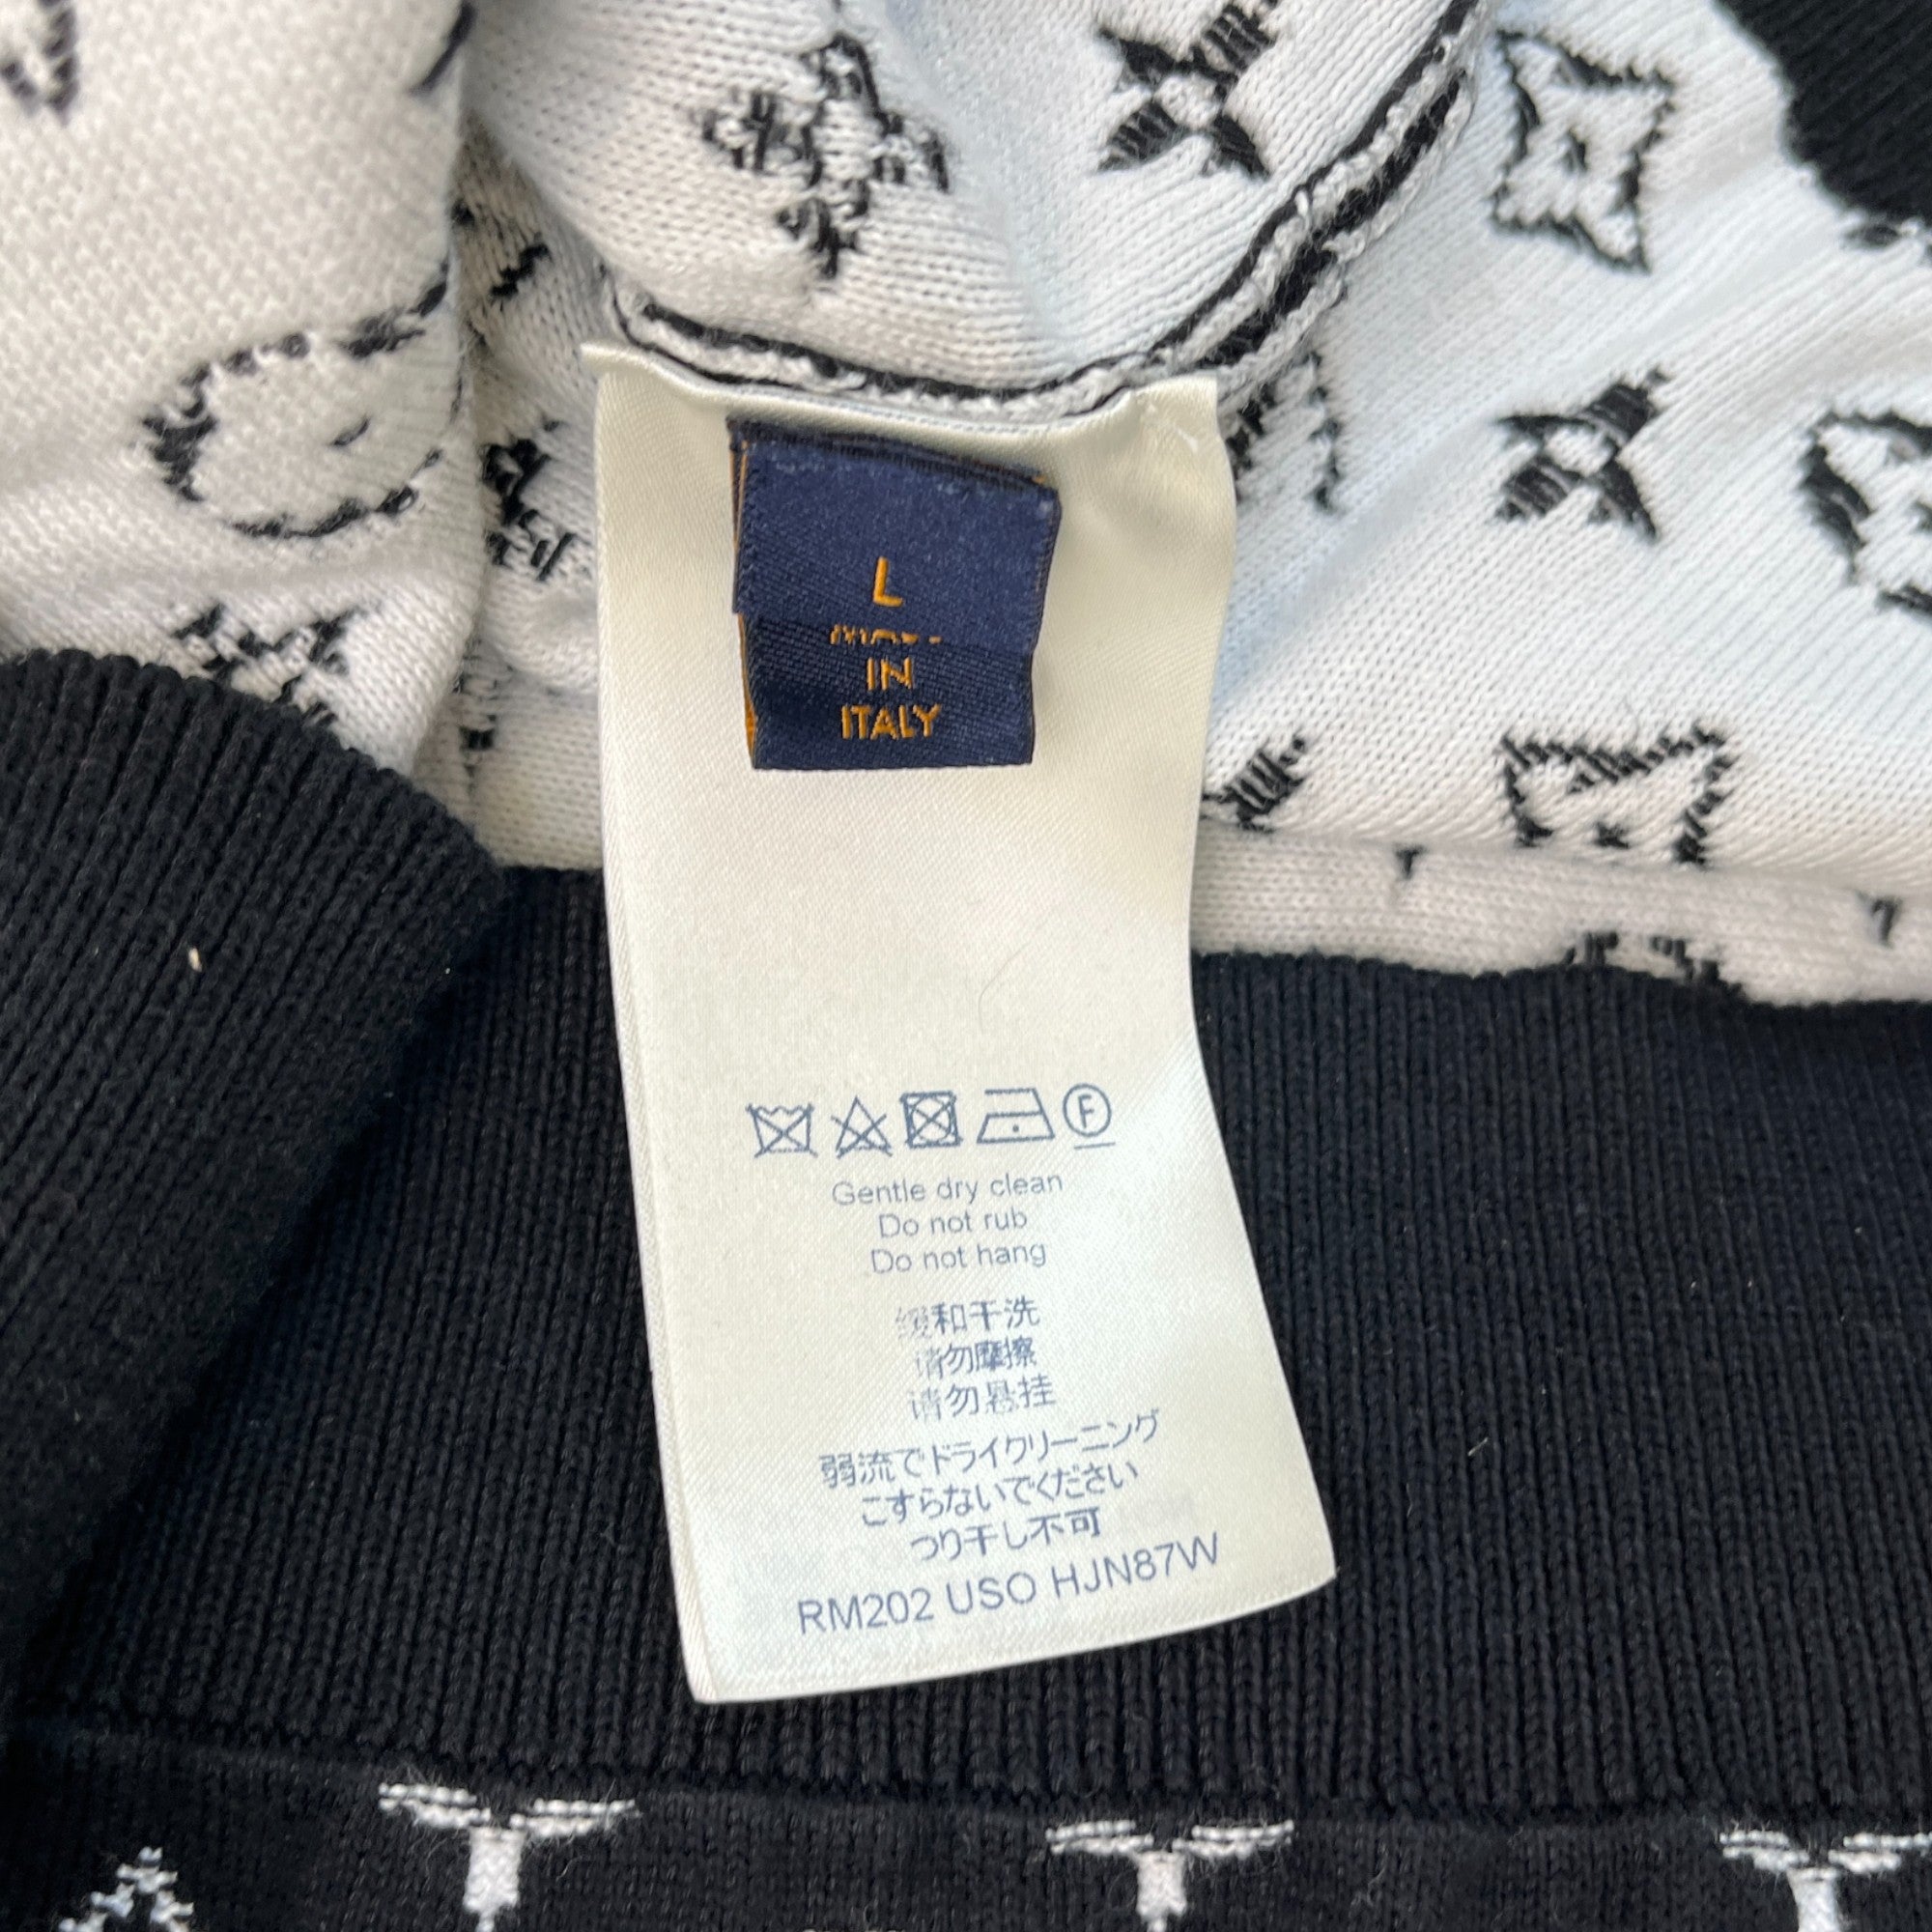 L
IN
ITALY
F
Gentle dry clean
Do not rub
Do not hang
缓和干洗
请勿摩擦
请勿悬挂
弱流でドライクリーニング
こすらないでください
つり干し不可
RM202 USO HJN87W